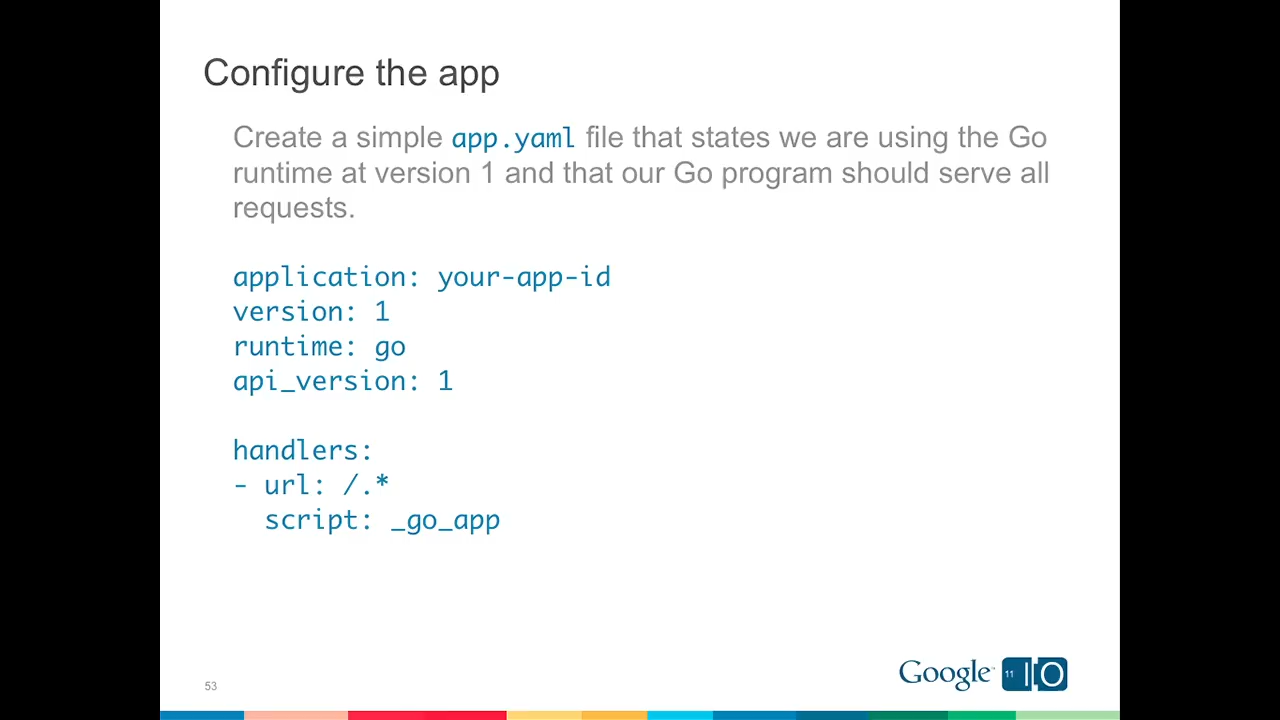 Configure the app
Create a simple app.yaml file that states we are using the Go
runtime at version 1 and that our Go program should serve all
requests.
application: your-app-id
version: 1
runtime: go
api_version: 1
handlers:
- url: /.*
  script: _go_app
53
Google™ 11 IO